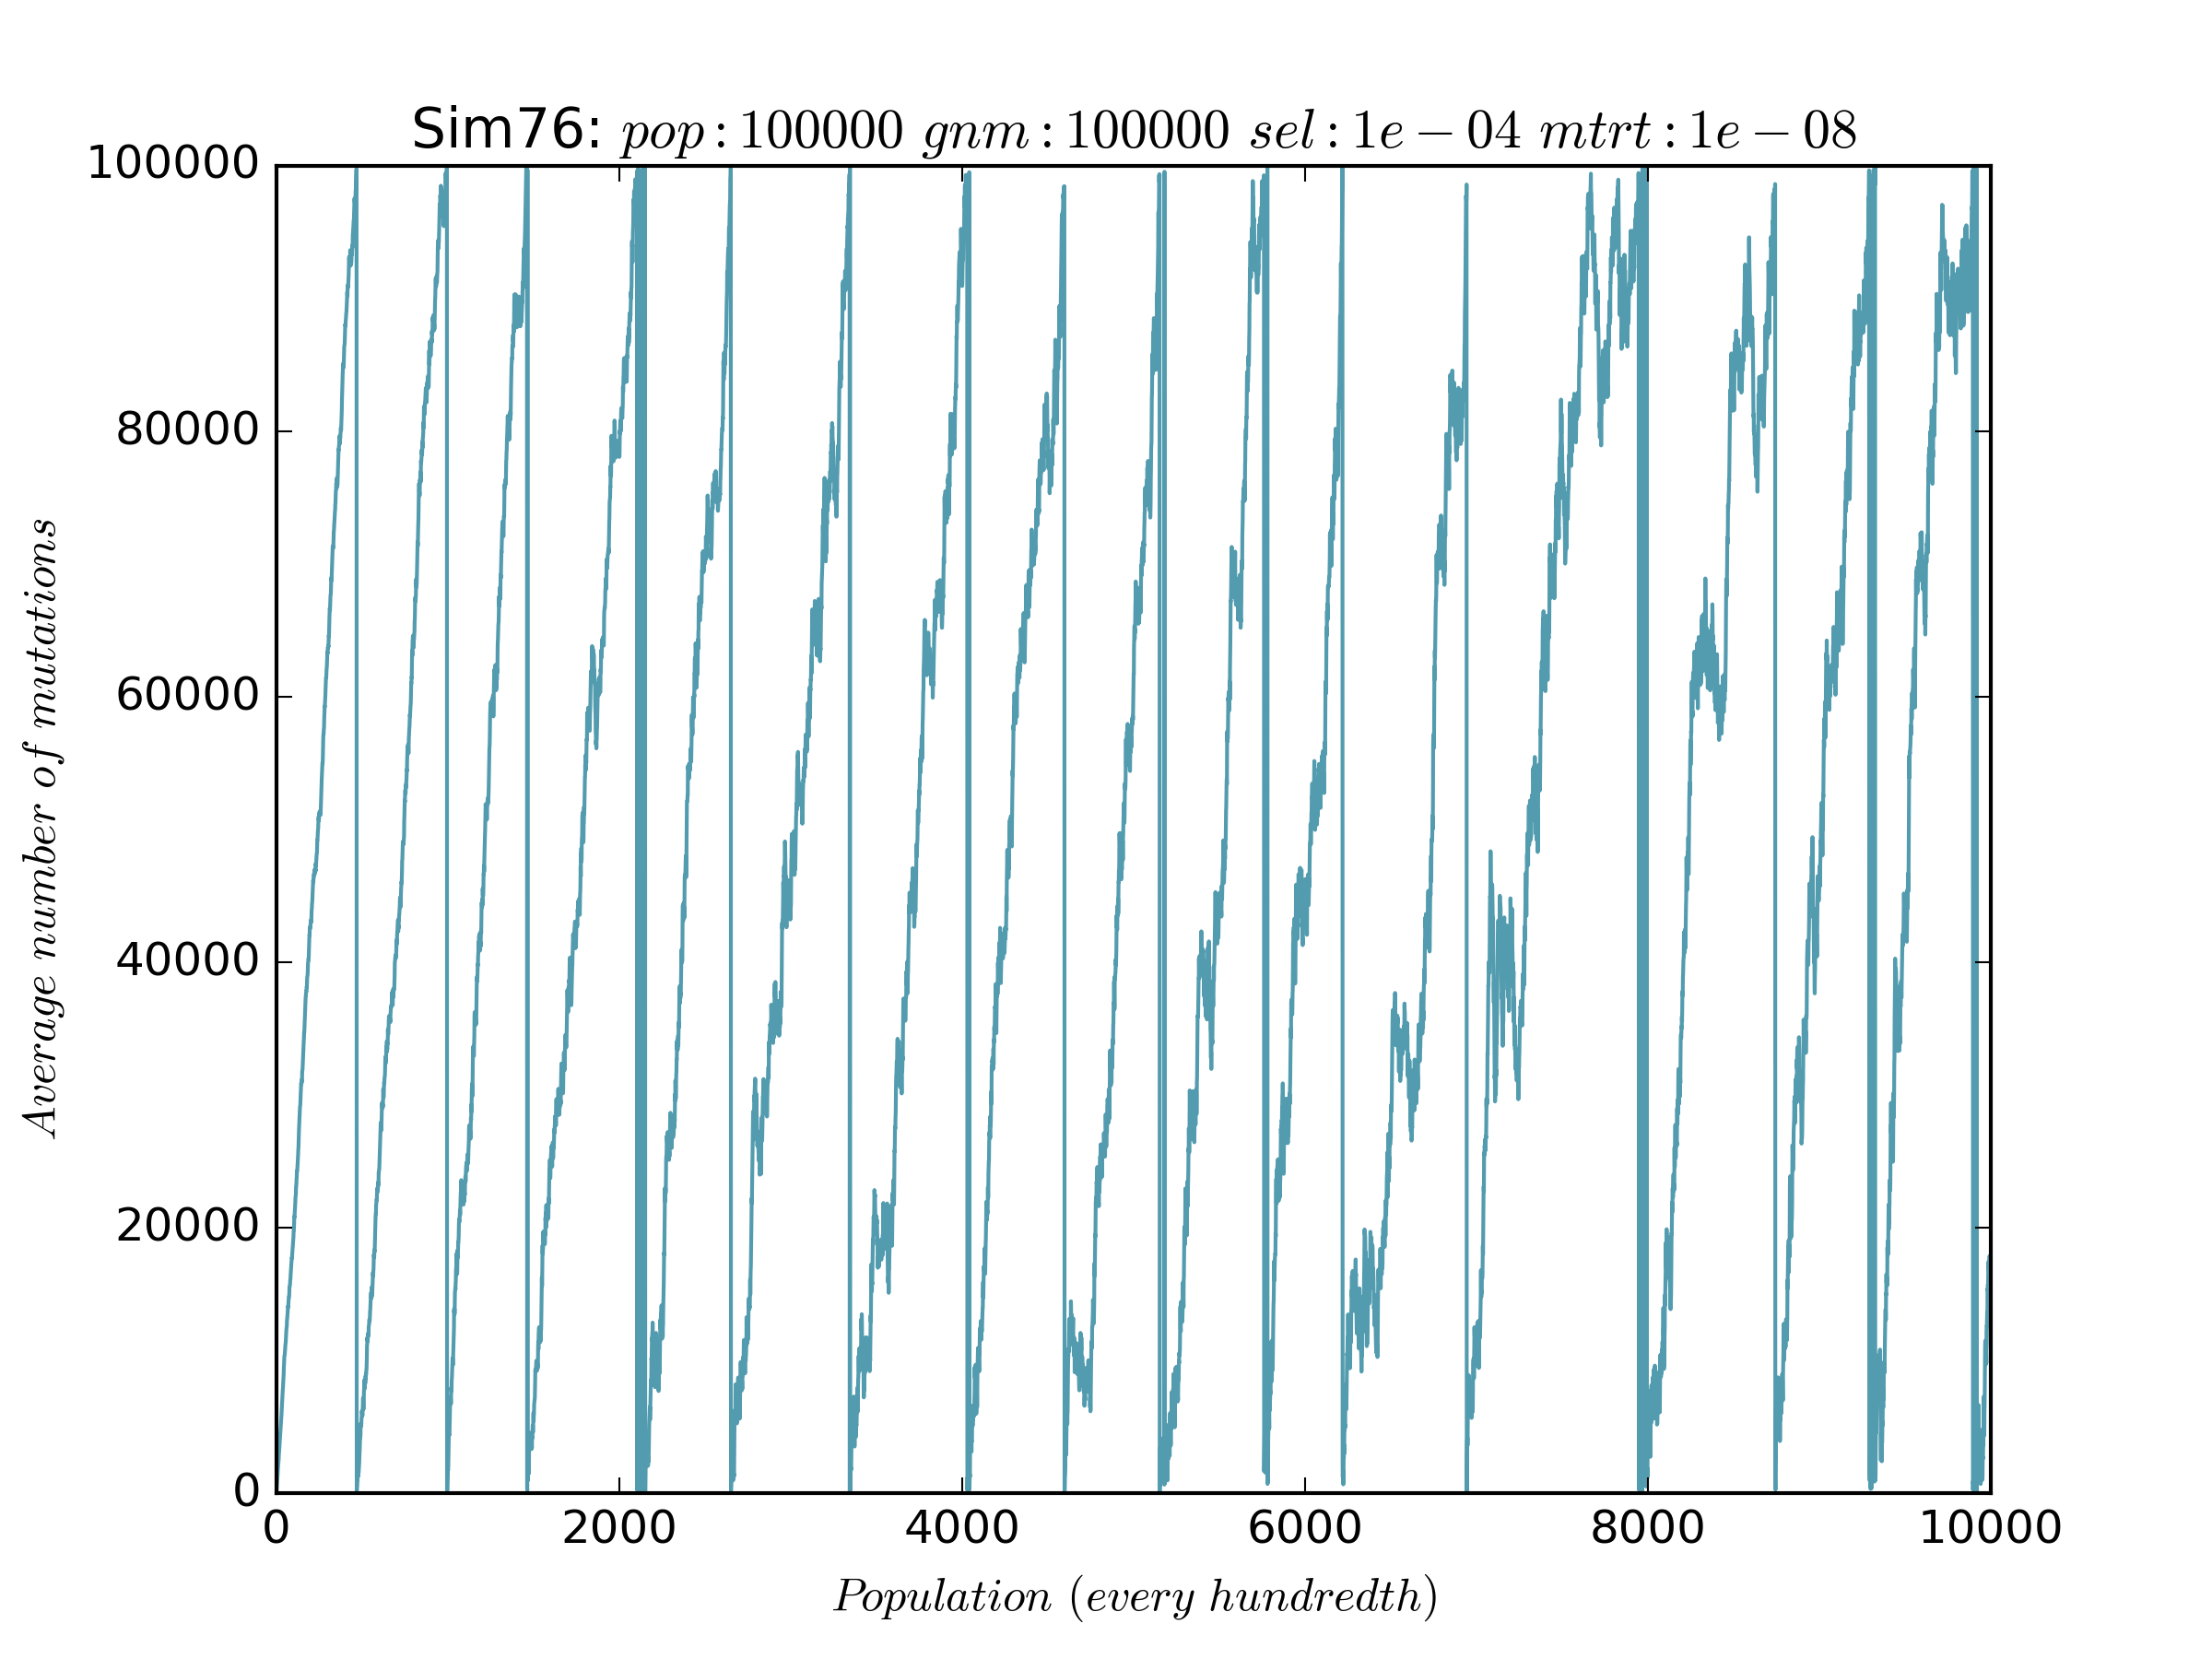 Sim76: pop : 100000 gnm : 100000 sel : 1e − 04 mtrt : 1e − 08
100000
80000
60000
40000
20000
0
Average number of mutations
0 2000 4000 6000 8000 10000
Population (every hundredth)